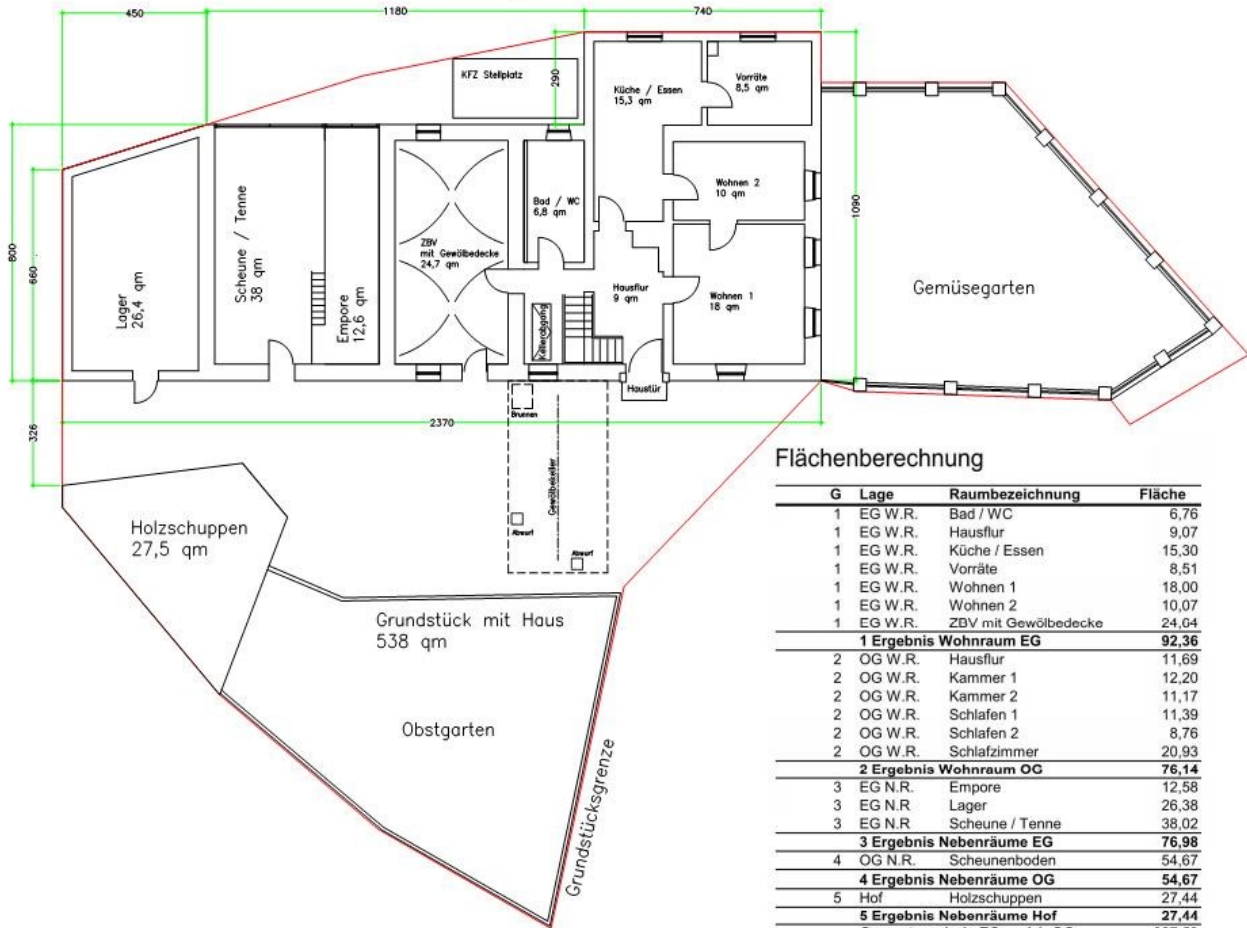 450
1180
740
KFZ Stellplatz
290
Küche / Essen
15,3 qm
Vorräte
8,5 qm
800
660
Lager
26,4 qm
Scheune / Tenne
38 qm
Empore
12,6 qm
ZBV
mit Gewölbedecke
24,7 qm
Bad / WC
6,8 qm
Wohnen 2
10 qm
1090
Hausflur
9 qm
Wohnen 1
18 qm
Kellerabgang
Haustür
Gemüsegarten
326
2370
Brunnen
Gewölbekeller
Abwurf
Abwurf
Holzschuppen
27,5 qm
Grundstück mit Haus
538 qm
Obstgarten
Grundstücksgrenze
Flächenberechnung
G Lage Raumbezeichnung Fläche
1 EG W.R. Bad / WC 6,76
1 EG W.R. Hausflur 9,07
1 EG W.R. Küche / Essen 15,30
1 EG W.R. Vorräte 8,51
1 EG W.R. Wohnen 1 18,00
1 EG W.R. Wohnen 2 10,07
1 EG W.R. ZBV mit Gewölbedecke 24,64
1 Ergebnis Wohnraum EG 92,36
2 OG W.R. Hausflur 11,69
2 OG W.R. Kammer 1 12,20
2 OG W.R. Kammer 2 11,17
2 OG W.R. Schlafen 1 11,39
2 OG W.R. Schlafen 2 8,76
2 OG W.R. Schlafzimmer 20,93
2 Ergebnis Wohnraum OG 76,14
3 EG N.R. Empore 12,58
3 EG N.R Lager 26,38
3 EG N.R Scheune / Tenne 38,02
3 Ergebnis Nebenräume EG 76,98
4 OG N.R. Scheunenboden 54,67
4 Ergebnis Nebenräume OG 54,67
5 Hof Holzschuppen 27,44
5 Ergebnis Nebenräume Hof 27,44